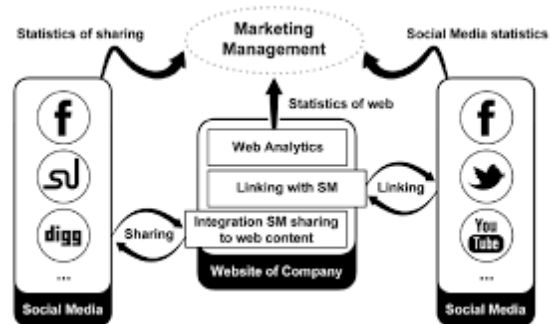 Statistics of sharing
Marketing
Management
Social Media statistics
Statistics of web
f
su
digg
...
Social Media
Sharing
Web Analytics
Linking with SM
Integration SM sharing
to web content
Website of Company
Linking
f
You
Tube
...
Social Media